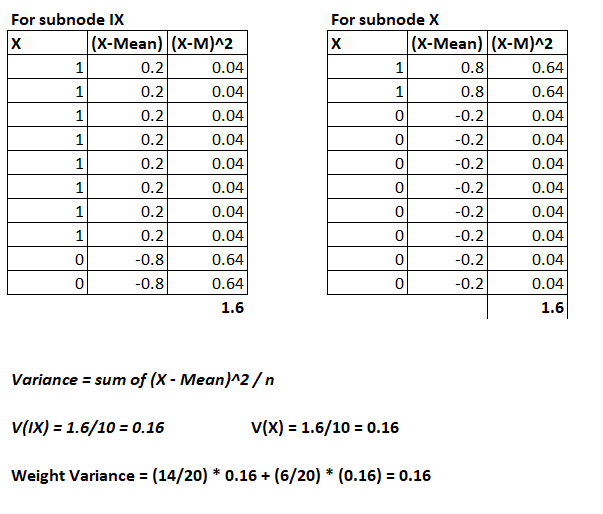 For subnode IX For subnode X
X (X-Mean) (X-M)^2 X (X-Mean) (X-M)^2
1 0.2 0.04 1 0.8 0.64
1 0.2 0.04 1 0.8 0.64
1 0.2 0.04 0 -0.2 0.04
1 0.2 0.04 0 -0.2 0.04
1 0.2 0.04 0 -0.2 0.04
1 0.2 0.04 0 -0.2 0.04
1 0.2 0.04 0 -0.2 0.04
1 0.2 0.04 0 -0.2 0.04
0 -0.8 0.64 0 -0.2 0.04
0 -0.8 0.64 0 -0.2 0.04
1.6 1.6
Variance = sum of (X - Mean)^2 / n
V(IX) = 1.6/10 = 0.16 V(X) = 1.6/10 = 0.16
Weight Variance = (14/20) * 0.16 + (6/20) * (0.16) = 0.16